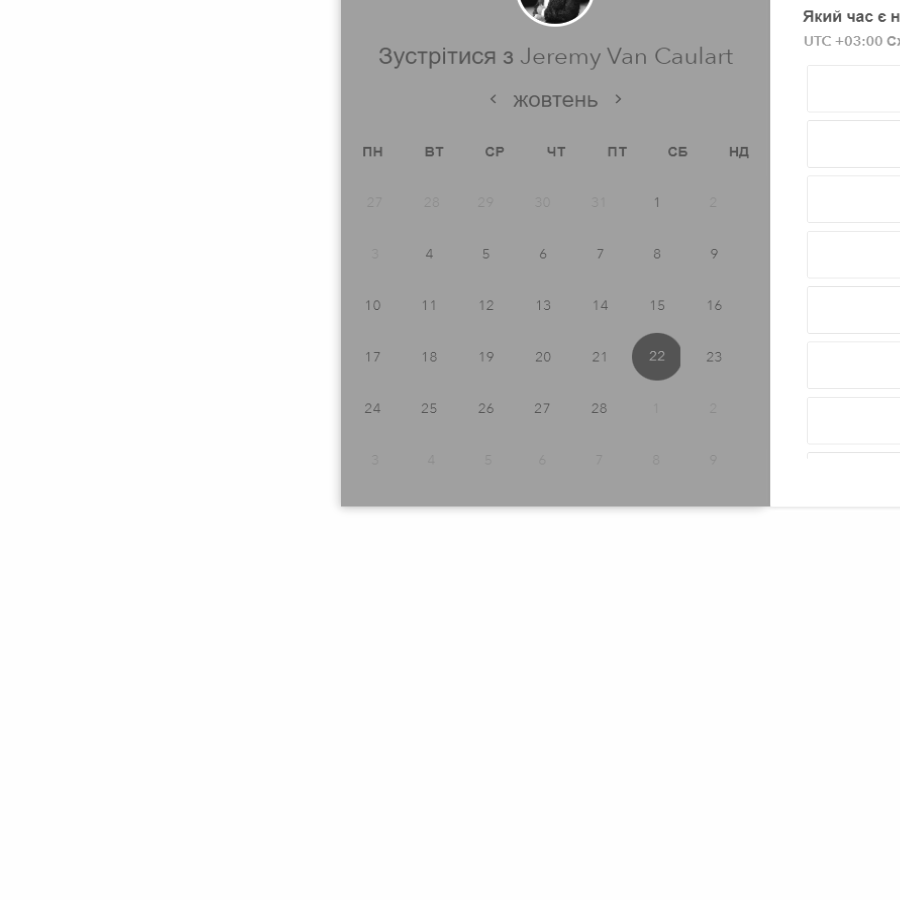 Зустрітися з Jeremy Van Caulart
‹ жовтень ›
ПН ВТ СР ЧТ ПТ СБ НД
27 28 29 30 31 1 2
3 4 5 6 7 8 9
10 11 12 13 14 15 16
17 18 19 20 21 22 23
24 25 26 27 28 1 2
3 4 5 6 7 8 9
Який час є
UTC +03:00